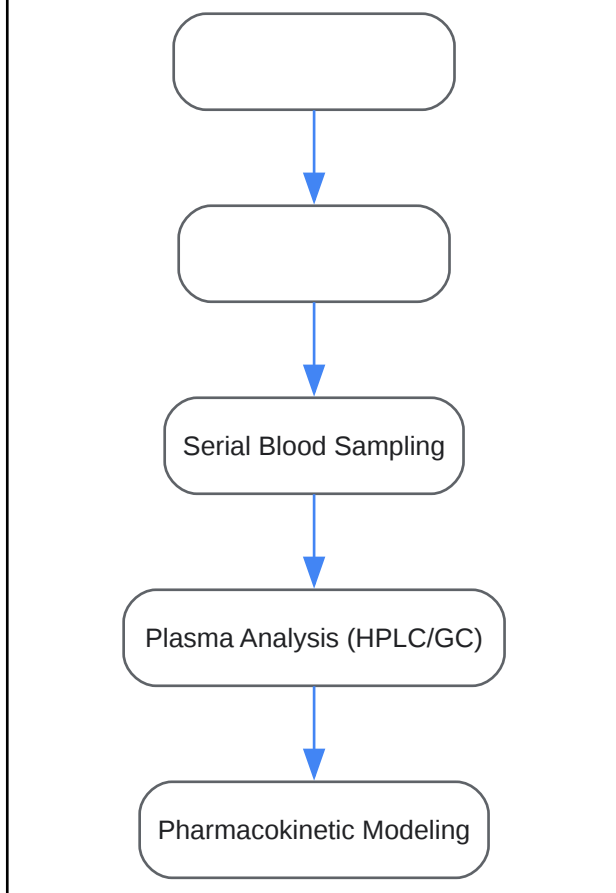 Serial Blood Sampling
Plasma Analysis (HPLC/GC)
Pharmacokinetic Modeling